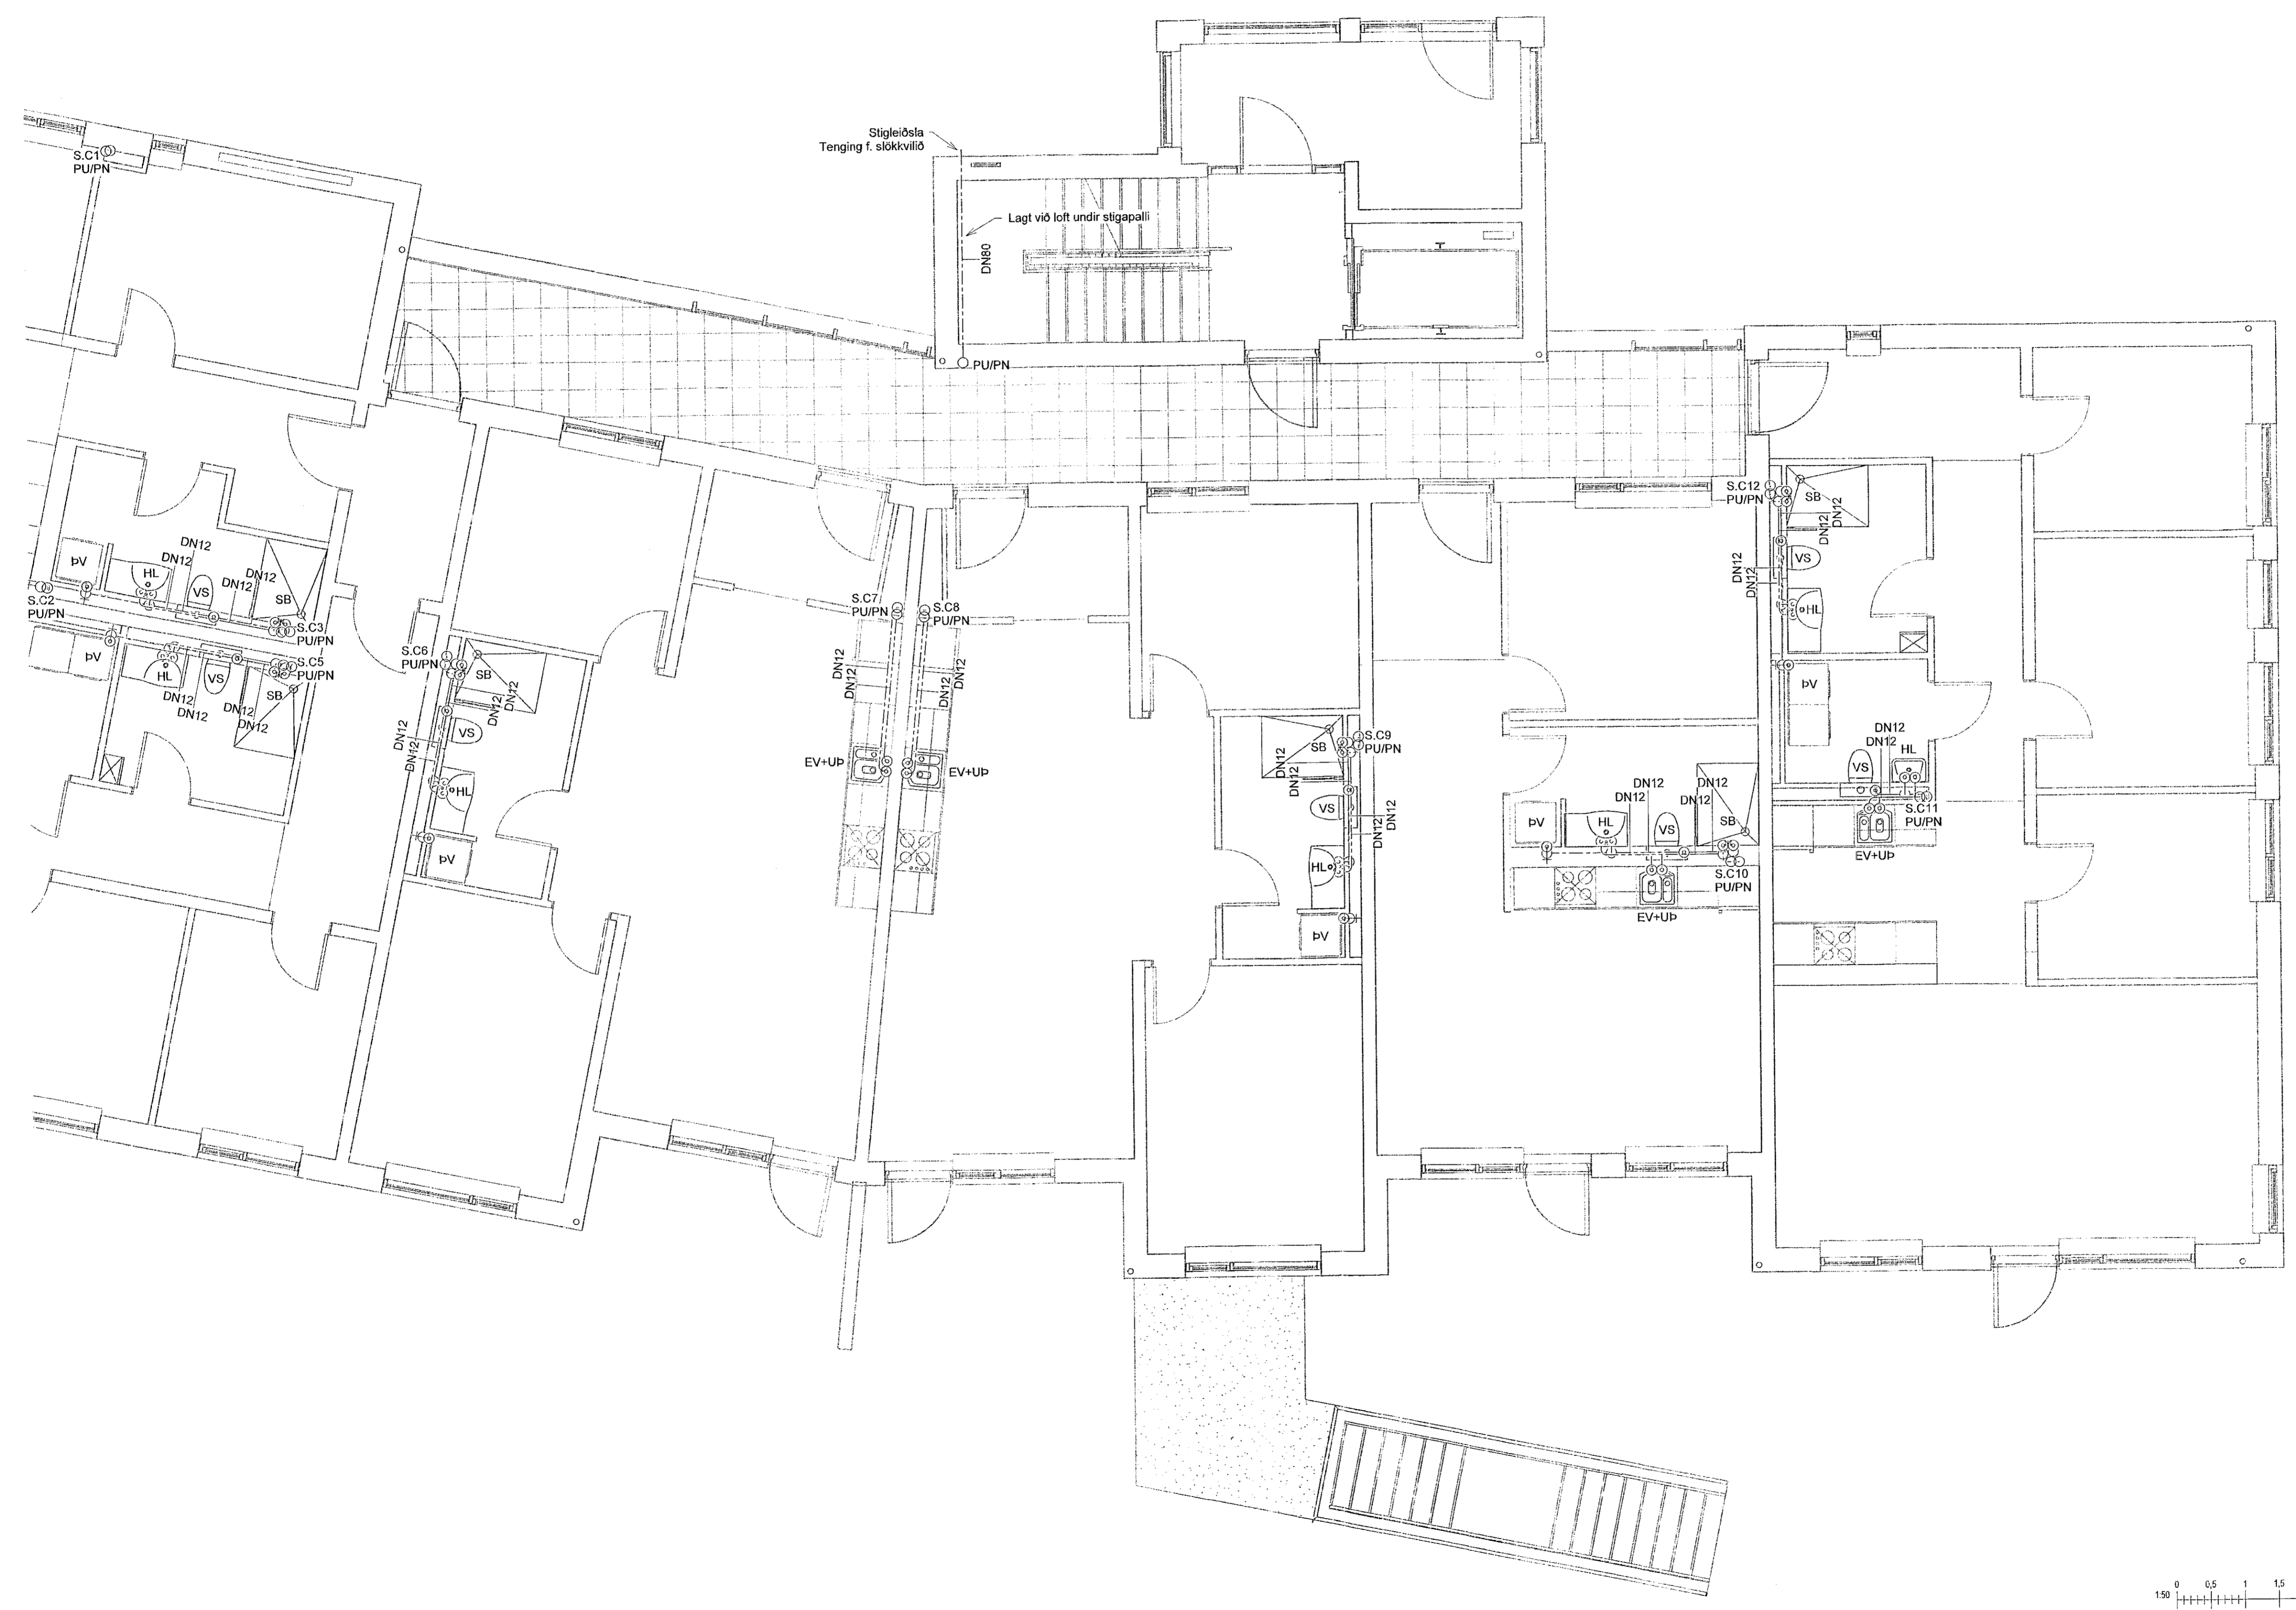 Stigleiðsla
Tenging f. slökkvilið
S.C1
PU/PN
Lagt við loft undir stigapalli
DN80
PU/PN
S.C12
PU/PN
SB
DN12
DN12
VS
DN12
DN12
HL
ÞV
DN12
DN12
HL
VS
S.C11
PU/PN
EV+UÞ
DN12
DN12
DN12
DN12
ÞV
HL
VS
SB
S.C2
PU/PN
S.C3
PU/PN
ÞV
HL
VS
SB
S.C5
PU/PN
DN12
DN12
DN12
DN12
S.C6
PU/PN
SB
DN12
DN12
VS
DN12
DN12
HL
ÞV
S.C7
PU/PN
S.C8
PU/PN
DN12
DN12
DN12
DN12
EV+UÞ
EV+UÞ
S.C9
PU/PN
SB
DN12
DN12
VS
DN12
DN12
HL
ÞV
DN12
DN12
DN12
DN12
ÞV
HL
VS
SB
S.C10
PU/PN
EV+UÞ
1:50
0 0,5 1 1,5